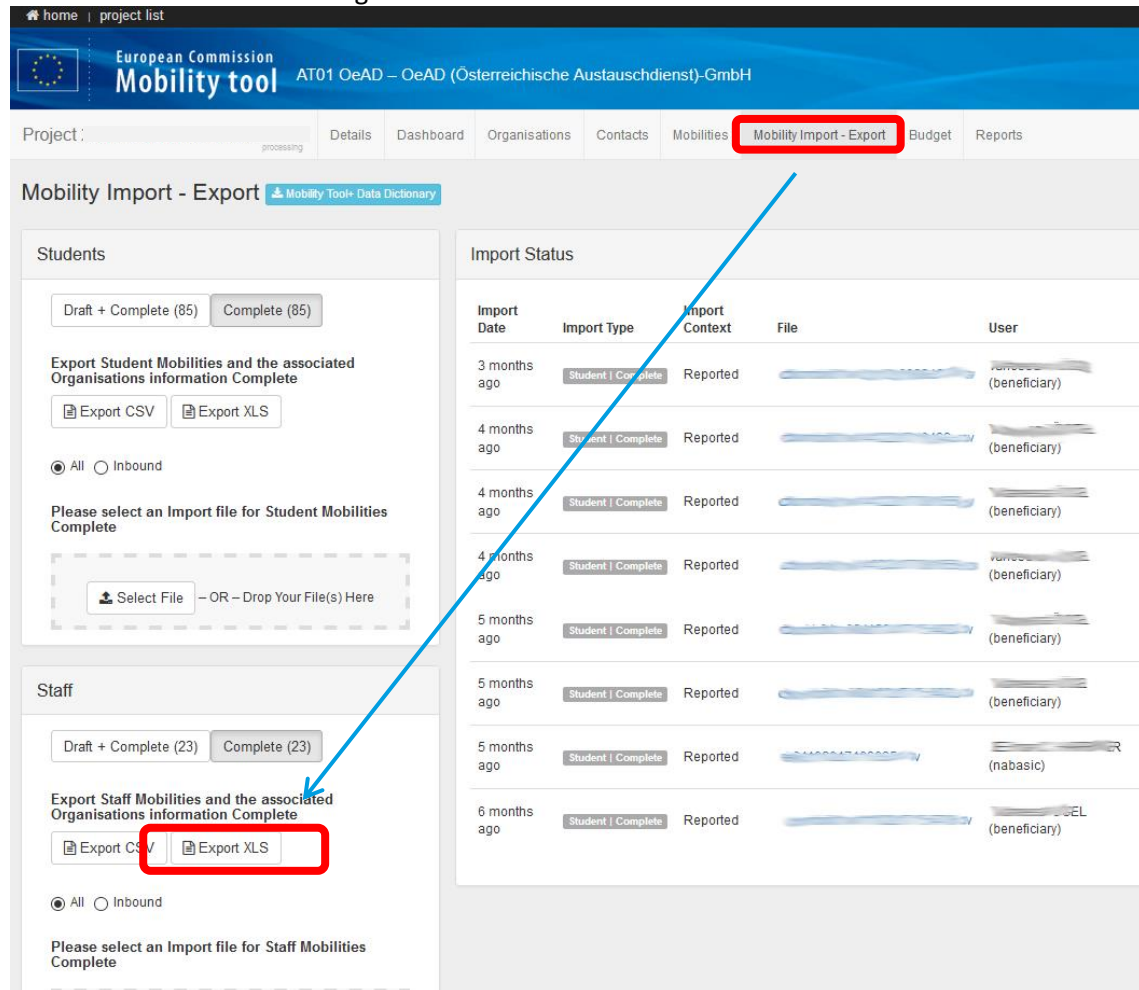 home | project list
European Commission
Mobility tool
AT01 OeAD – OeAD (Österreichische Austauschdienst)-GmbH
Project :
processing
Details Dashboard Organisations Contacts Mobilities Mobility Import - Export Budget Reports
Mobility Import - Export Mobility Tool+ Data Dictionary
Students
Draft + Complete (85) Complete (85)
Export Student Mobilities and the associated
Organisations information Complete
Export CSV Export XLS
All Inbound
Please select an Import file for Student Mobilities
Complete
Select File – OR – Drop Your File(s) Here
Staff
Draft + Complete (23) Complete (23)
Export Staff Mobilities and the associated
Organisations information Complete
Export CSV Export XLS
All Inbound
Please select an Import file for Staff Mobilities
Complete
Import Status
Import
Date Import Type Import
Context File User
3 months
ago Student | Complete Reported
(beneficiary)
4 months
ago Student | Complete Reported
(beneficiary)
4 months
ago Student | Complete Reported
(beneficiary)
4 months
ago Student | Complete Reported
(beneficiary)
5 months
ago Student | Complete Reported
(beneficiary)
5 months
ago Student | Complete Reported
(beneficiary)
5 months
ago Student | Complete Reported
(nabasic)
6 months
ago Student | Complete Reported
(beneficiary)